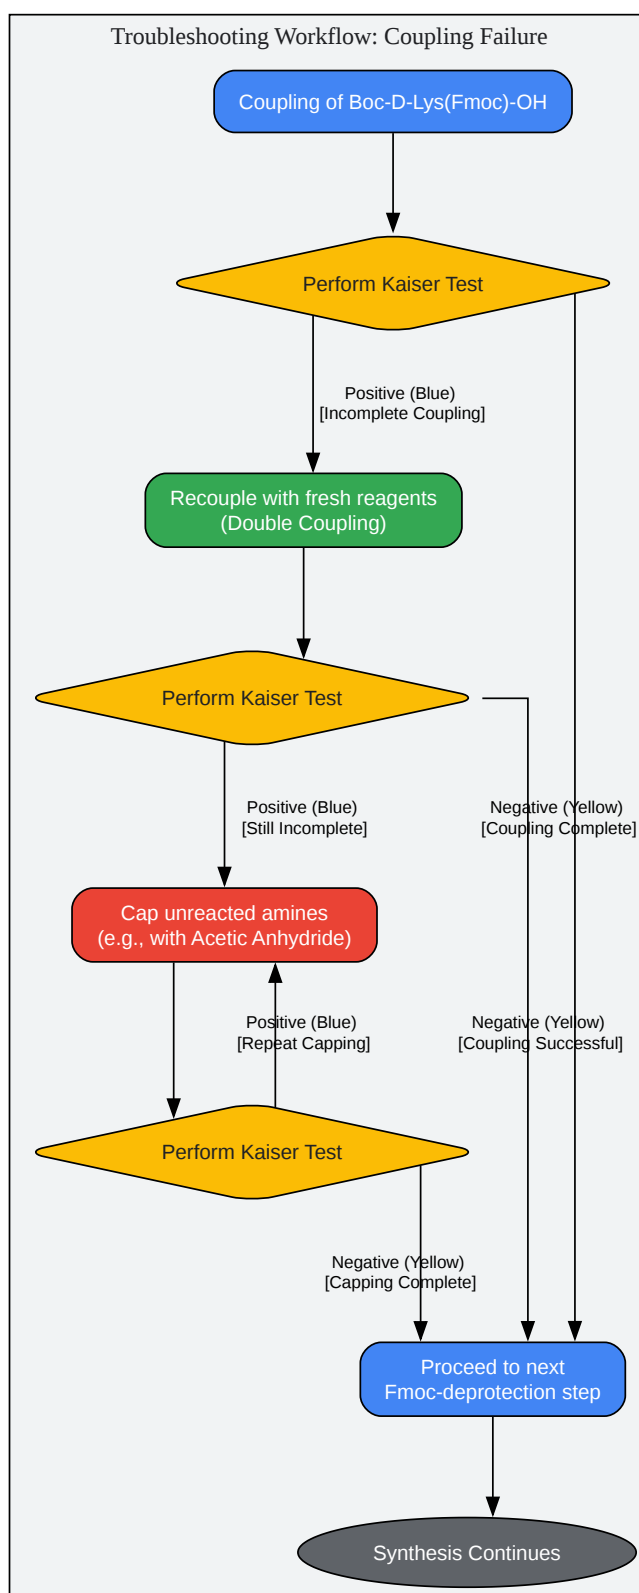 Troubleshooting Workflow: Coupling Failure
Coupling of Boc-D-Lys(Fmoc)-OH
Perform Kaiser Test
Positive (Blue)
[Incomplete Coupling]
Recouple with fresh reagents
(Double Coupling)
Perform Kaiser Test
Positive (Blue)
[Still Incomplete]
Negative (Yellow)
[Coupling Complete]
Cap unreacted amines
(e.g., with Acetic Anhydride)
Positive (Blue)
[Repeat Capping]
Negative (Yellow)
[Coupling Successful]
Perform Kaiser Test
Negative (Yellow)
[Capping Complete]
Proceed to next
Fmoc-deprotection step
Synthesis Continues